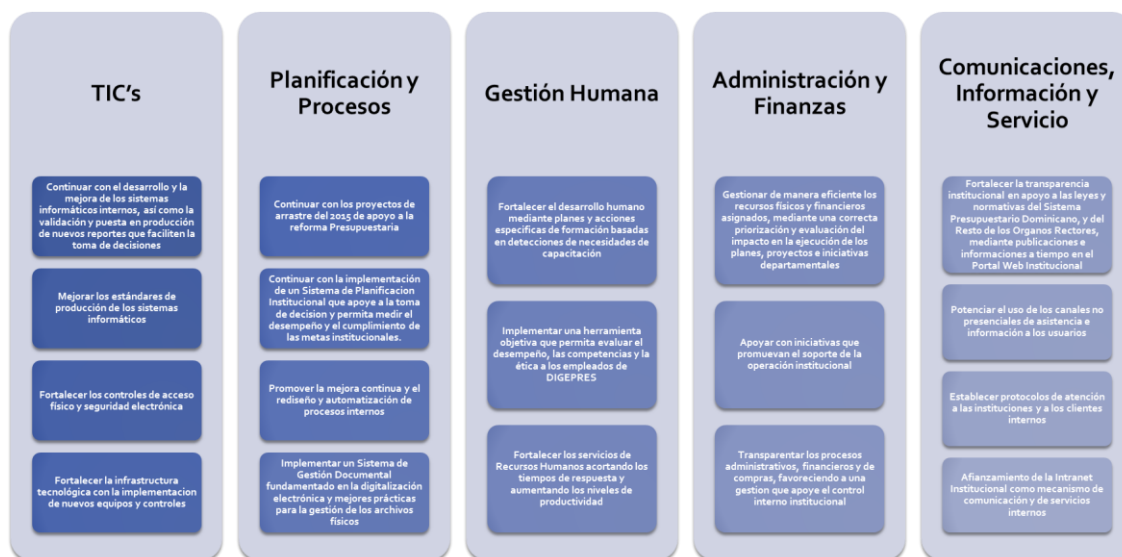 TIC's
Continuar con el desarrollo y la
mejora de los sistemas
informáticos internos, así como la
validación y puesta en producción
de nuevos reportes que faciliten la
toma de decisiones
Mejorar los estándares de
producción de los sistemas
informáticos
Fortalecer los controles de acceso
físico y seguridad electrónica
Fortalecer la infrastructura
tecnológica con la implementacion
de nuevos equipos y controles
Planificación y
Procesos
Continuar con los proyectos de
arrastre del 2015 de apoyo a la
reforma Presupuestaria
Continuar con la implementación
de un Sistema de Planificacion
Institucional que apoye a la toma
de decision y permita medir el
desempeño y el cumplimiento de
las metas institucionales.
Promover la mejora continua y el
rediseño y automatización de
procesos internos
Implementar un Sistema de
Gestión Documental
fundamentado en la digitalización
electrónica y mejores prácticas
para la gestión de los archivos
físicos
Gestión Humana
Fortalecer el desarrollo humano
mediante planes y acciones
especificas de formación basadas
en detecciones de necesidades de
capacitación
Implementar una herramienta
objetiva que permita evaluar el
desempeño, las competencias y la
ética a los empleados de
DIGEPRES
Fortalecer los servicios de
Recursos Humanos acortando los
tiempos de respuesta y
aumentando los niveles de
productividad
Administración y
Finanzas
Gestionar de manera eficiente los
recursos físicos y financieros
asignados, mediante una correcta
priorización y evaluación del
impacto en la ejecución de los
planes, proyectos e iniciativas
departamentales
Apoyar con iniciativas que
promuevan el soporte de la
operación institucional
Transparentar los procesos
administrativos, financieros y de
compras, favoreciendo a una
gestion que apoye el control
interno institucional
Comunicaciones,
Información y
Servicio
Fortalecer la transparencia
institucional en apoyo a las leyes y
normativas del Sistema
Presupuestario Dominicano, y del
Resto de los Organos Rectores,
mediante publicaciones e
informaciones a tiempo en el
Portal Web Institucional
Potenciar el uso de los canales no
presenciales de asistencia e
información a los usuarios
Establecer protocolos de atención
a las instituciones y a los clientes
internos
Afianzamiento de la Intranet
Institucional como mecanismo de
comunicación y de servicios
internos